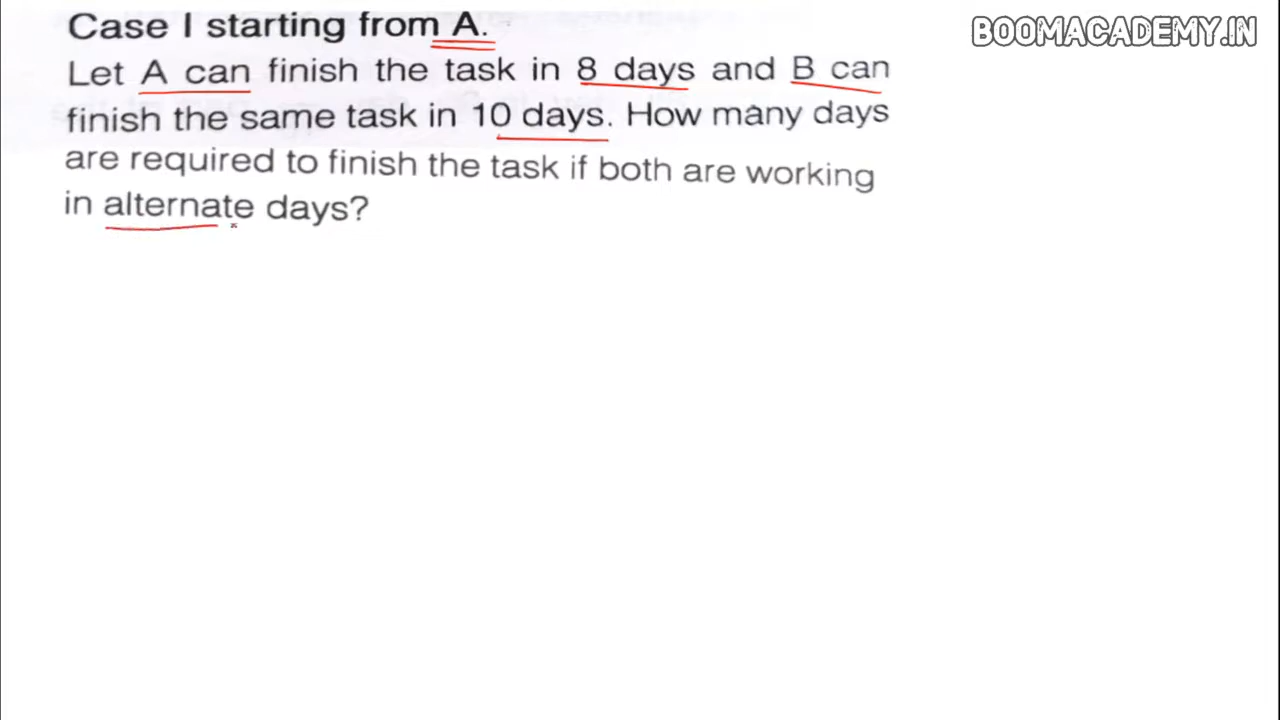 Case I starting from A.
BOOMACADEMY.IN
Let A can finish the task in 8 days and B can
finish the same task in 10 days. How many days
are required to finish the task if both are working
in alternate days?